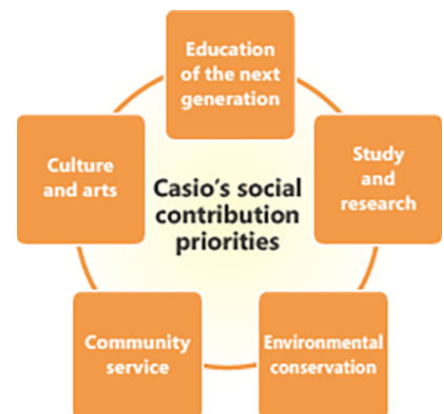 Education
of the next
generation
Culture
and arts
Study
and
research
Casio's social
contribution
priorities
Community
service
Environmental
conservation